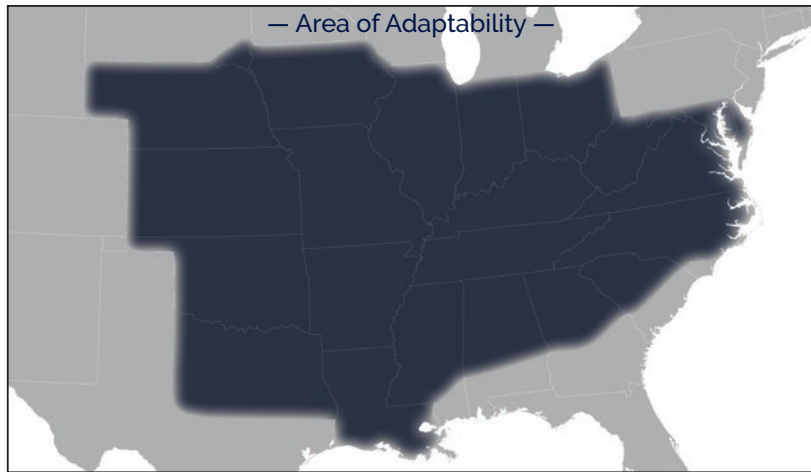 — Area of Adaptability —